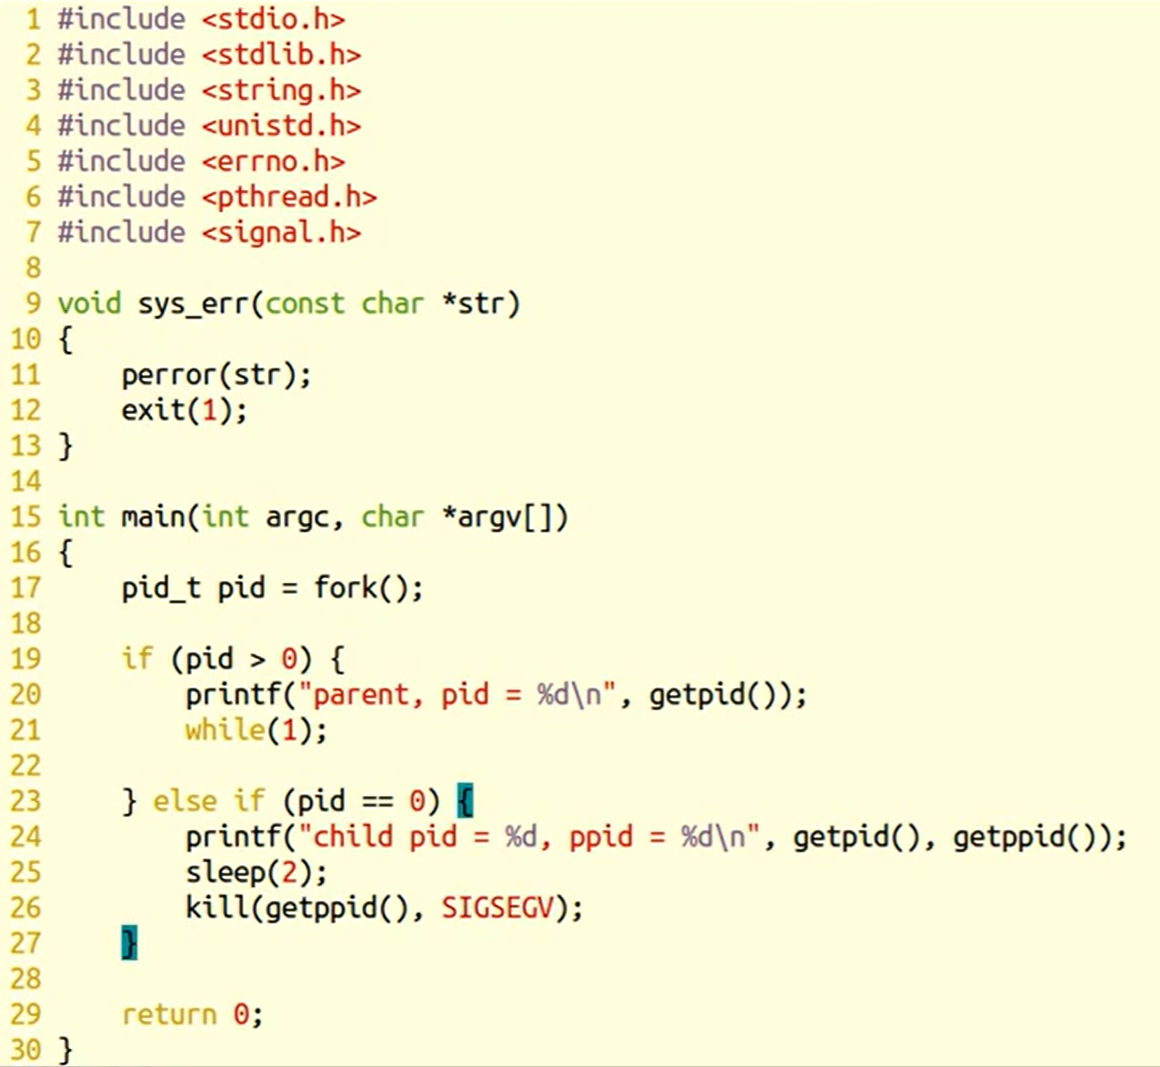 1 #include <stdio.h>
2 #include <stdlib.h>
3 #include <string.h>
4 #include <unistd.h>
5 #include <errno.h>
6 #include <pthread.h>
7 #include <signal.h>
8
9 void sys_err(const char *str)
10 {
11     perror(str);
12     exit(1);
13 }
14
15 int main(int argc, char *argv[])
16 {
17     pid_t pid = fork();
18
19     if (pid > 0) {
20         printf("parent, pid = %d\n", getpid());
21         while(1);
22
23     } else if (pid == 0) {
24         printf("child pid = %d, ppid = %d\n", getpid(), getppid());
25         sleep(2);
26         kill(getppid(), SIGSEGV);
27     }
28
29     return 0;
30 }